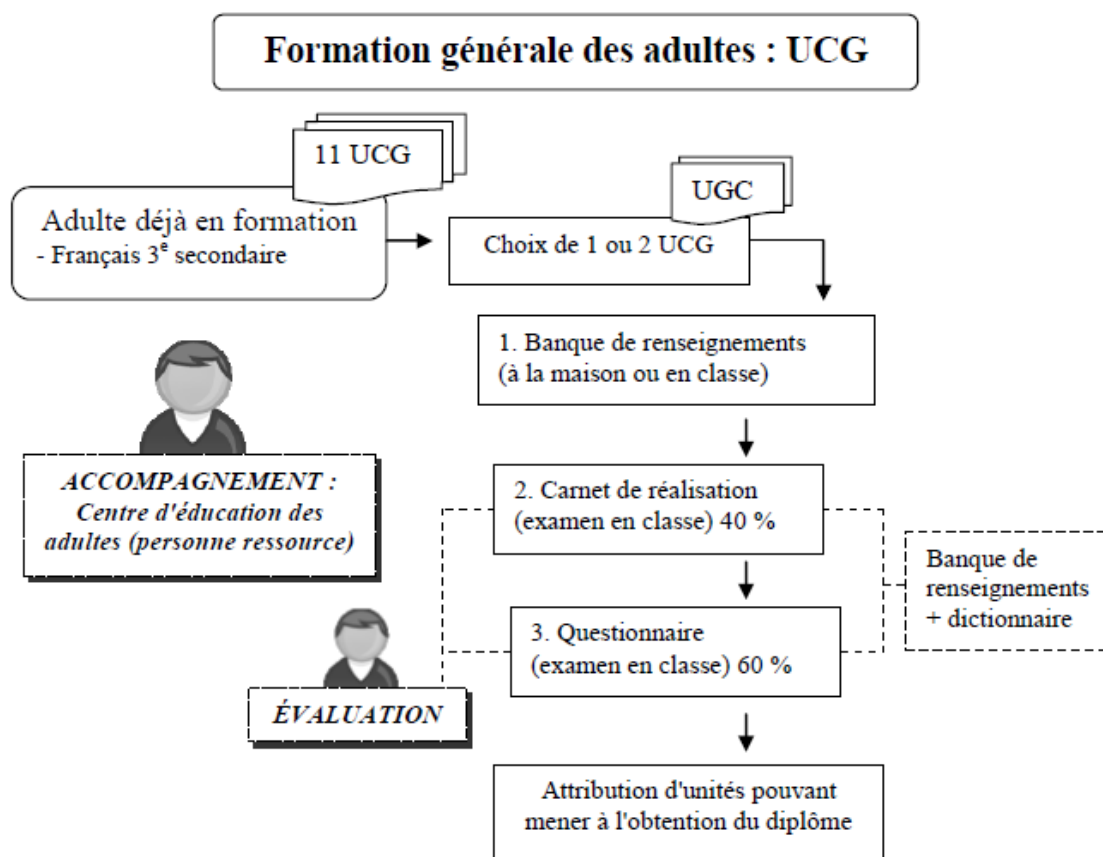 Formation générale des adultes : UCG
11 UCG
UGC
Adulte déjà en formation
- Français 3e secondaire
Choix de 1 ou 2 UCG
1. Banque de renseignements
(à la maison ou en classe)
ACCOMPAGNEMENT :
Centre d'éducation des
adultes (personne ressource)
2. Carnet de réalisation
(examen en classe) 40 %
Banque de
renseignements
+ dictionnaire
3. Questionnaire
(examen en classe) 60 %
ÉVALUATION
Attribution d'unités pouvant
mener à l'obtention du diplôme